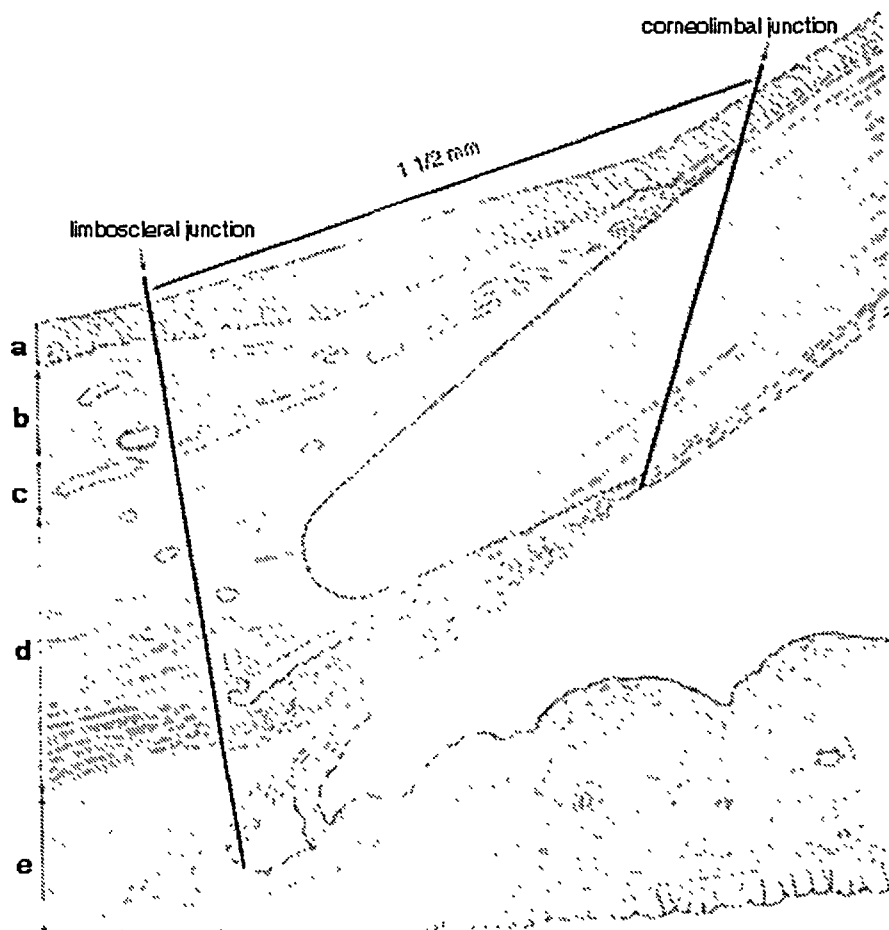 corneolimbal junction
1 1/2 mm
limboscleral junction
a
b
c
d
e